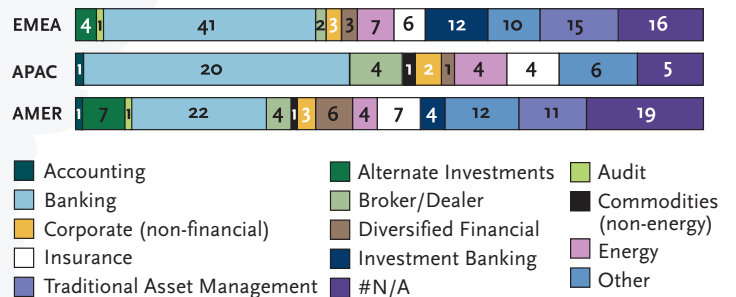 EMEA 4 1 41 2 3 3 7 6 12 10 15 16
APAC 1 20 4 1 2 1 4 4 6 5
AMER 1 7 1 22 4 1 3 6 4 7 4 12 11 19
Accounting Alternate Investments Audit
Banking Broker/Dealer Commodities
(non-energy)
Corporate (non-financial) Diversified Financial
Insurance Investment Banking Energy
Traditional Asset Management #N/A Other